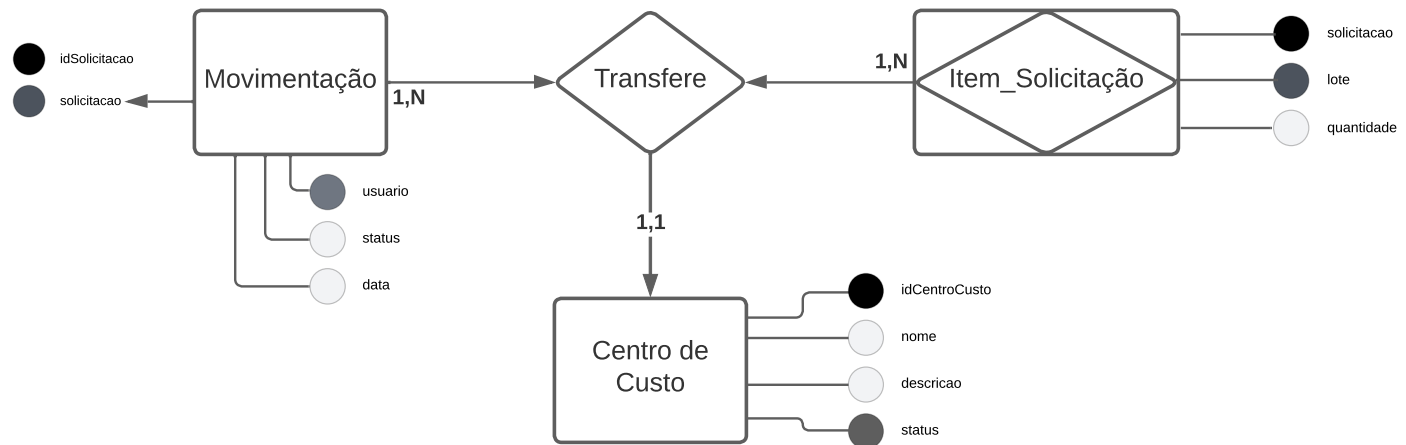 idSolicitacao
solicitacao
Movimentação
1,N
usuario
status
data
Transfere
1,1
1,N
Item_Solicitação
solicitacao
lote
quantidade
Centro de
Custo
idCentroCusto
nome
descricao
status